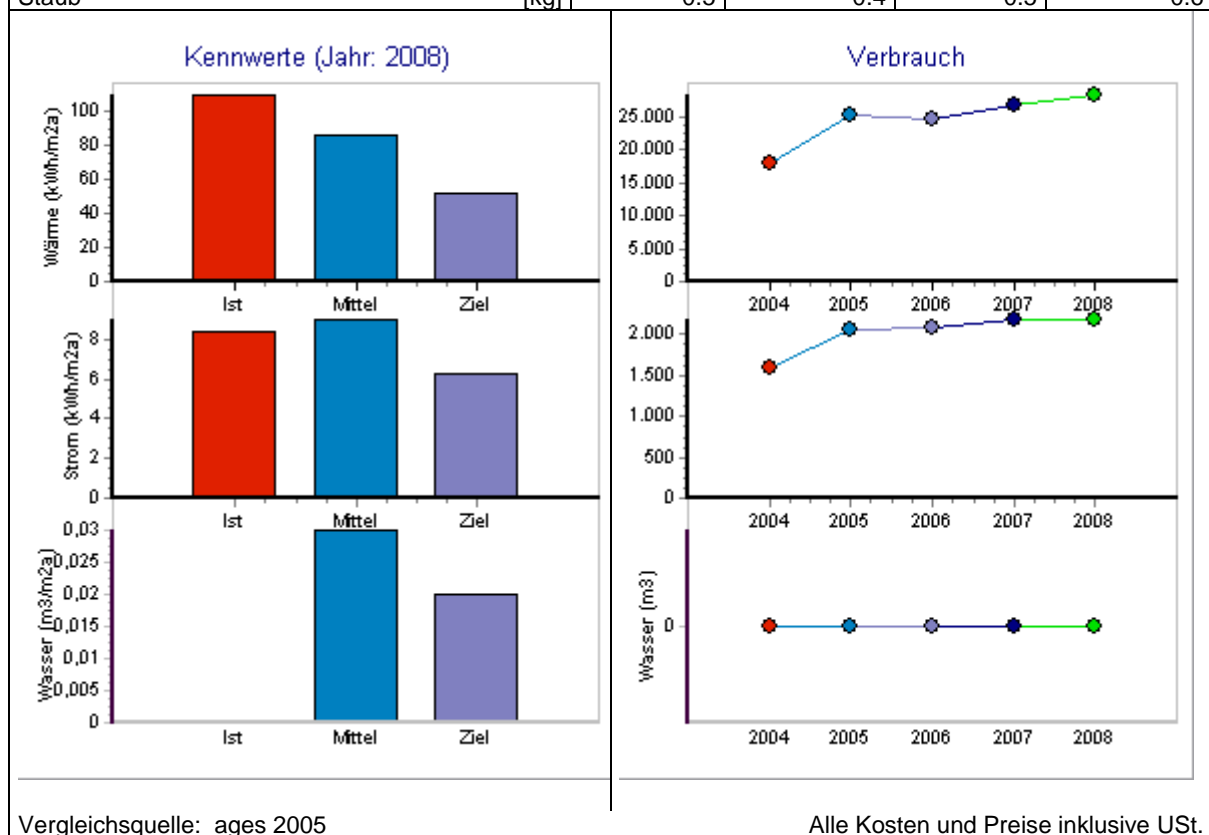 Staub [kg]
Kennwerte (Jahr: 2008)
Wärme (kWh/m2a)
100
80
60
40
20
0
Ist Mittel Ziel
Strom (kWh/m2a)
8
6
4
2
0
Ist Mittel Ziel
Wasser [m3/m2a)
0,03
0,025
0,02
0,015
0,01
0,005
0
Ist Mittel Ziel
Verbrauch
25.000
20.000
15.000
10.000
5.000
0
2004 2005 2006 2007 2008
2.000
1.500
1.000
500
0
2004 2005 2006 2007 2008
Wasser (m3)
0
2004 2005 2006 2007 2008
Vergleichsquelle: ages 2005 Alle Kosten und Preise inklusive USt.